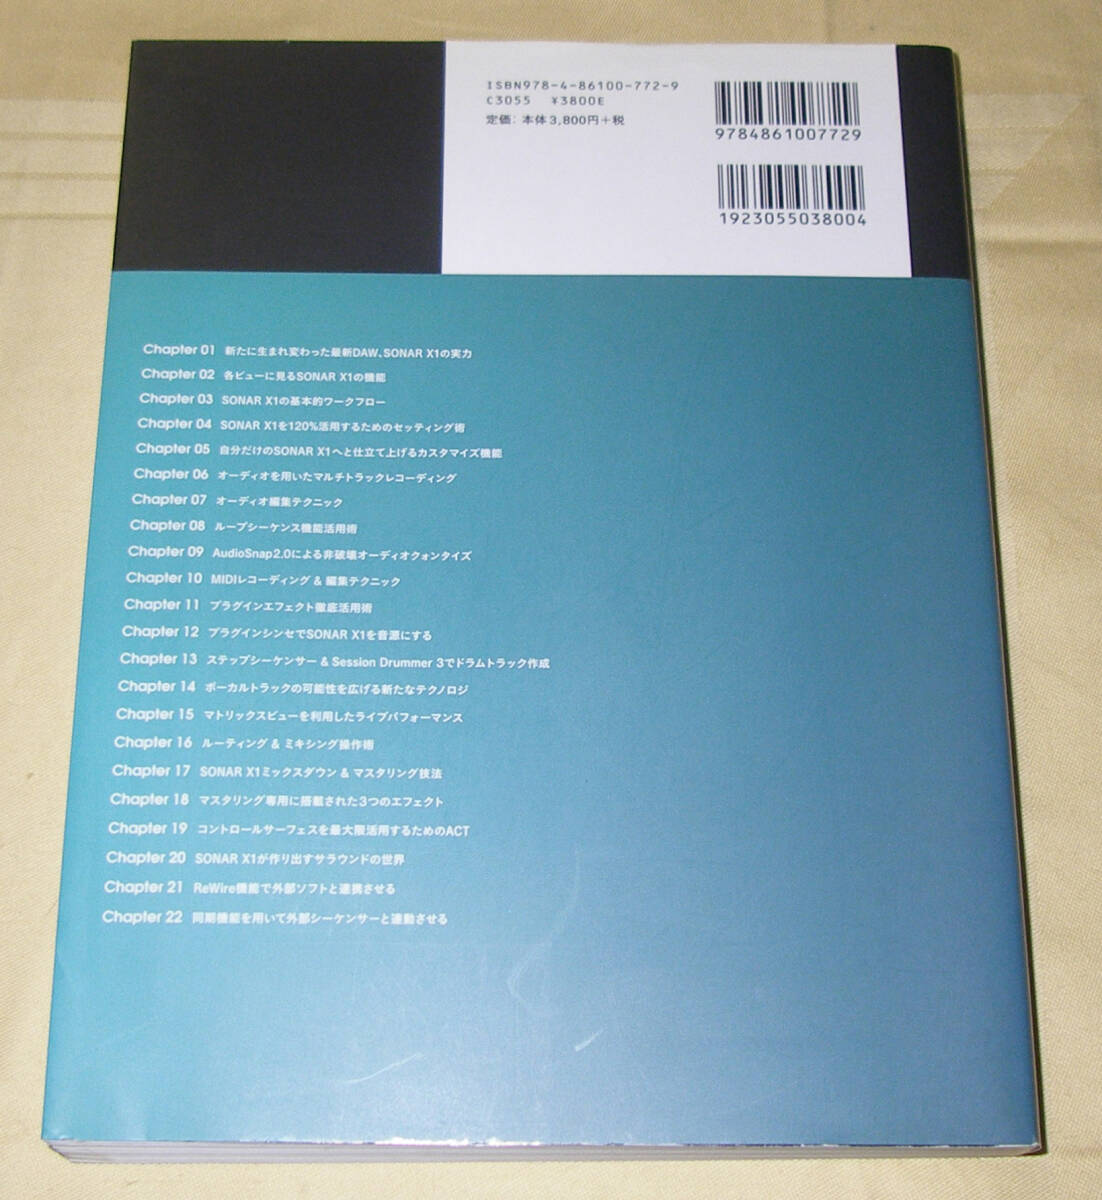 ISBN978-4-86100-772-9
C3055 ¥3800E
定価: 本体3,800円+税
9784861007729
1923055038004
Chapter 01 新たに生まれ変わった最新DAW、SONAR X1の実力
Chapter 02 各ビューに見るSONAR X1の機能
Chapter 03 SONAR X1の基本的ワークフロー
Chapter 04 SONAR X1を120%活用するためのセッティング術
Chapter 05 自分だけのSONAR X1へと仕立て上げるカスタマイズ機能
Chapter 06 オーディオを用いたマルチトラックレコーディング
Chapter 07 オーディオ編集テクニック
Chapter 08 ループシーケンス機能活用術
Chapter 09 AudioSnap2.0による非破壊オーディオクォンタイズ
Chapter 10 MIDIレコーディング & 編集テクニック
Chapter 11 プラグインエフェクト徹底活用術
Chapter 12 プラグインシンセでSONAR X1を音源にする
Chapter 13 ステップシーケンサー & Session Drummer 3でドラムトラック作成
Chapter 14 ボーカルトラックの可能性を広げる新たなテクノロジ
Chapter 15 マトリックスビューを利用したライブパフォーマンス
Chapter 16 ルーティング & ミキシング操作術
Chapter 17 SONAR X1ミックスダウン & マスタリング技法
Chapter 18 マスタリング専用に搭載された3つのエフェクト
Chapter 19 コントロールサーフェスを最大限活用するためのACT
Chapter 20 SONAR X1が作り出すサラウンドの世界
Chapter 21 ReWire機能で外部ソフトと連携させる
Chapter 22 同期機能を用いて外部シーケンサーと連動させる